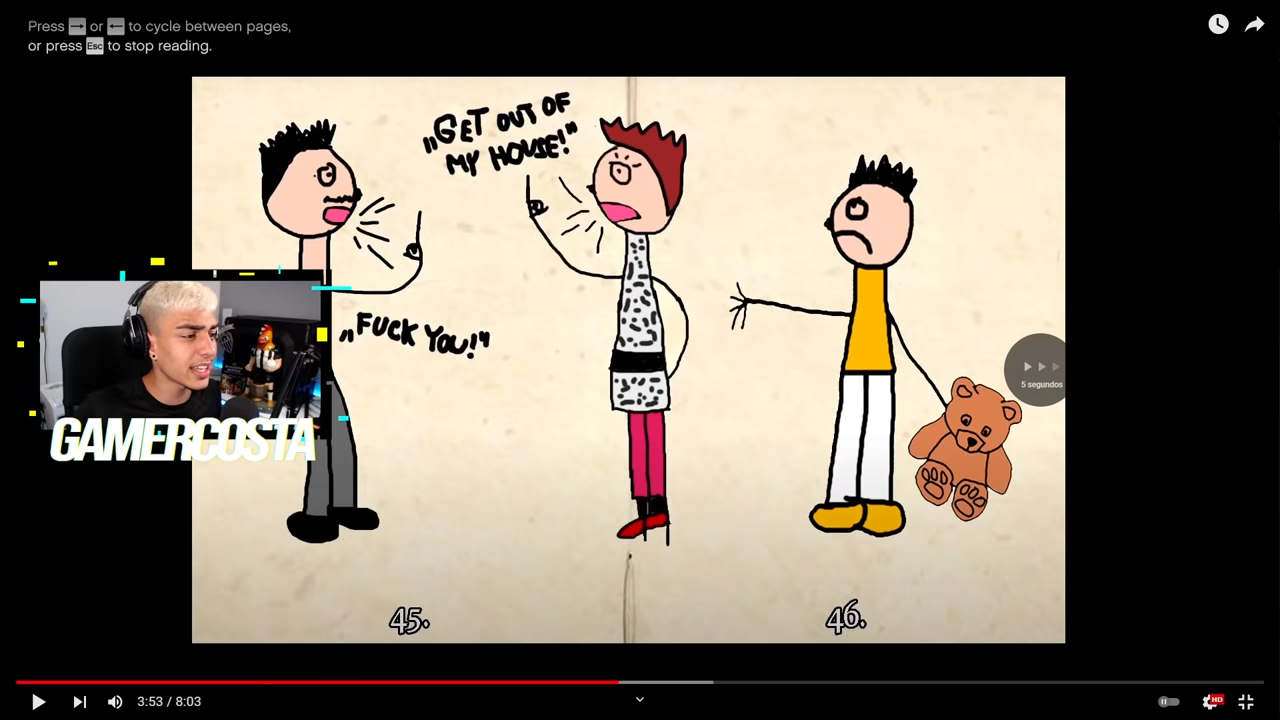 Press → or ← to cycle between pages,
or press Esc to stop reading.
„GET OUT OF
MY HOUSE!"
„FUCK YOU!"
5 segundos
GAMERCOSTA
45.
46.
3:53 / 8:03
HD